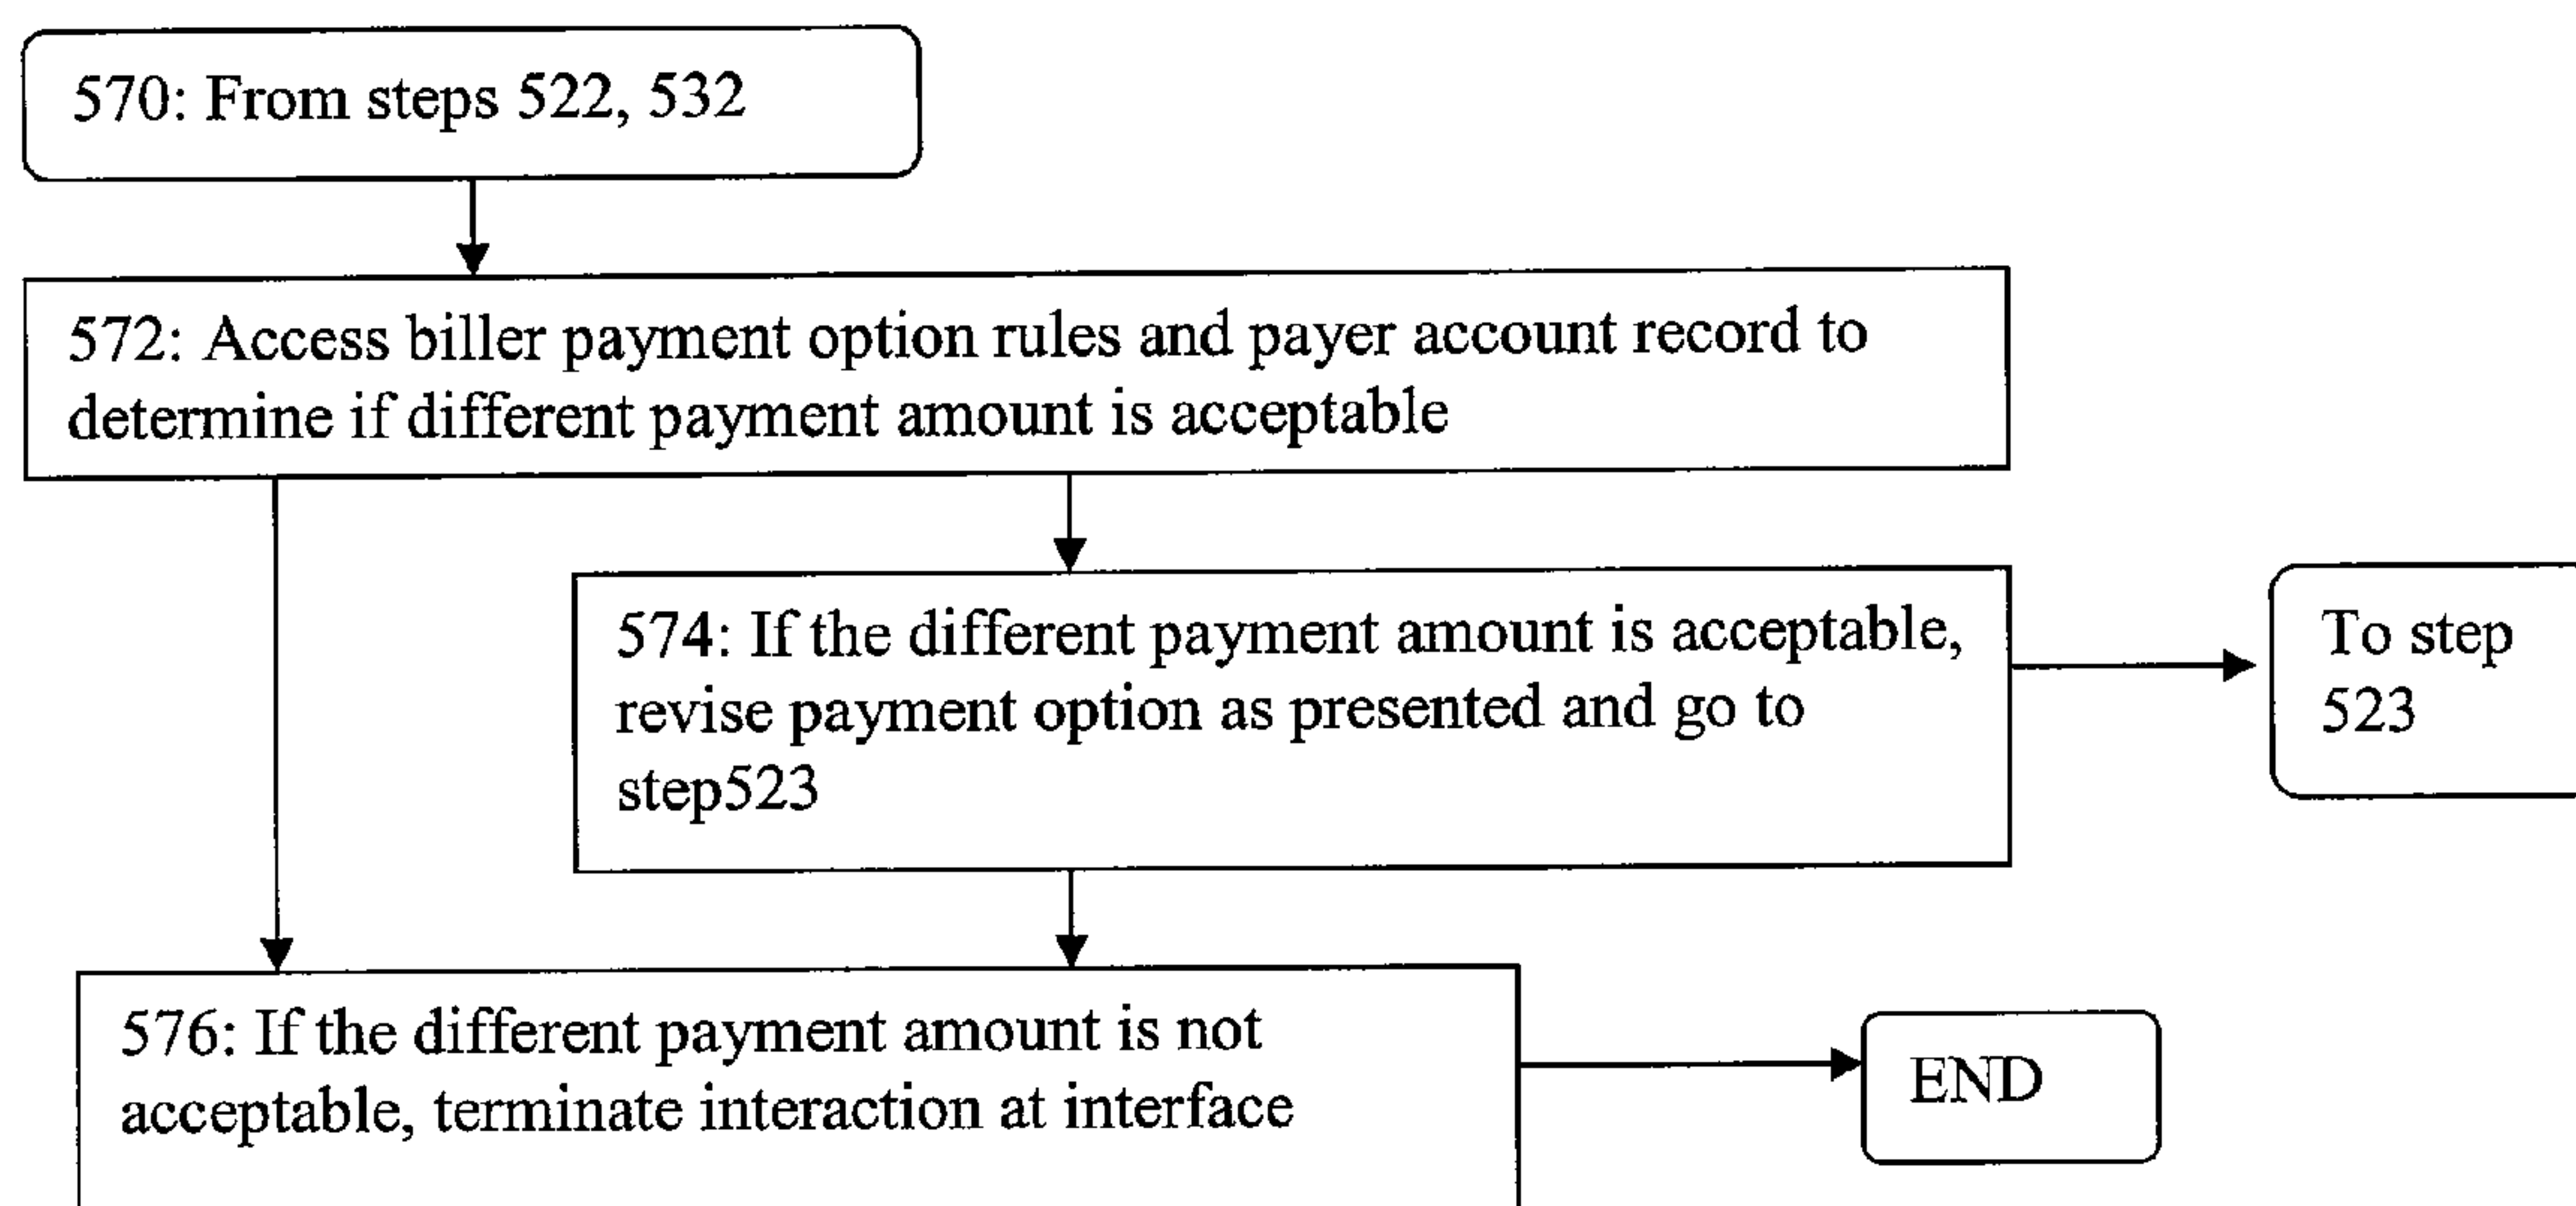 570: From steps 522, 532
572: Access biller payment option rules and payer account record to
determine if different payment amount is acceptable
574: If the different payment amount is acceptable,
revise payment option as presented and go to
step523
To step
523
576: If the different payment amount is not
acceptable, terminate interaction at interface
END